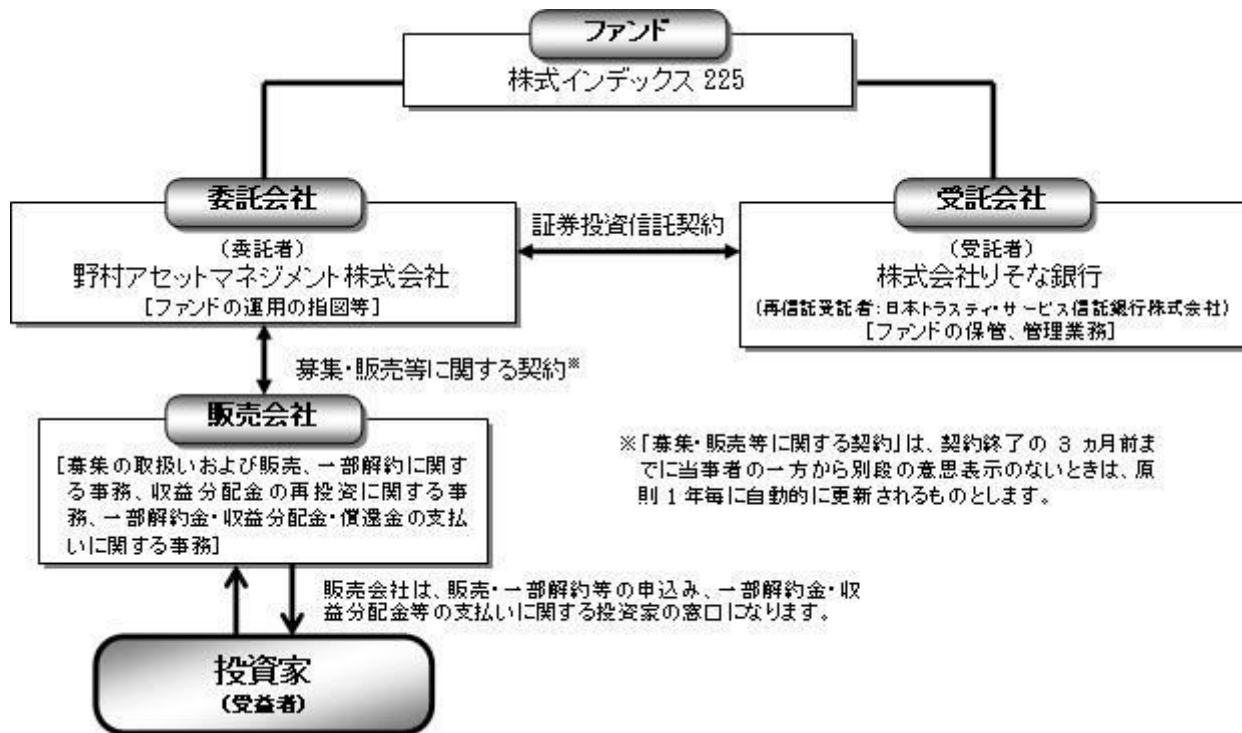 ファンド
株式インデックス 225
委託会社
(委託者)
野村アセットマネジメント株式会社
[ファンドの運用の指図等]
証券投資信託契約
受託会社
(受託者)
株式会社りそな銀行
(再信託受託者:日本トラスティ・サービス信託銀行株式会社)
[ファンドの保管、管理業務]
募集・販売等に関する契約※
販売会社
[募集の取扱いおよび販売、一部解約に関す
る事務、収益分配金の再投資に関する事
務、一部解約金・収益分配金・償還金の支払
いに関する事務]
※「募集・販売等に関する契約」は、契約終了の 3 ヵ月前ま
でに当事者の一方から別段の意思表示のないときは、原
則 1 年毎に自動的に更新されるものとします。
販売会社は、販売・一部解約等の申込み、一部解約金・収
益分配金等の支払いに関する投資家の窓口になります。
投資家
(受益者)